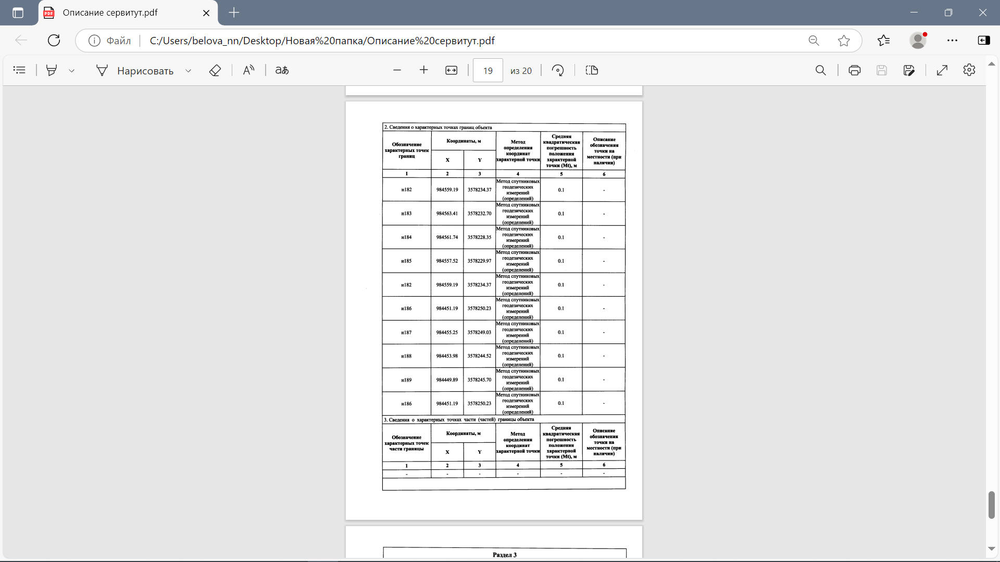 Описание сервитут.pdf
Файл
C:/Users/belova_nn/Desktop/Новая%20папка/Описание%20сервитут.pdf
Нарисовать
19 из 20
2. Сведения о характерных точках границ объекта
Обозначение характерных точек границ
Координаты, м
X
Y
Метод определения координат характерной точки
Средняя квадратическая погрешность положения характерной точки (Mt), м
Описание обозначения точки на местности (при наличии)
1 2 3 4 5 6
н182 984559.19 3578234.37 Метод спутниковых геодезических измерений (определений) 0.1 -
н183 984563.41 3578232.70 Метод спутниковых геодезических измерений (определений) 0.1 -
н184 984561.74 3578228.35 Метод спутниковых геодезических измерений (определений) 0.1 -
н185 984557.52 3578229.97 Метод спутниковых геодезических измерений (определений) 0.1 -
н182 984559.19 3578234.37 Метод спутниковых геодезических измерений (определений) 0.1 -
н186 984451.19 3578250.23 Метод спутниковых геодезических измерений (определений) 0.1 -
н187 984455.25 3578249.03 Метод спутниковых геодезических измерений (определений) 0.1 -
н188 984453.98 3578244.52 Метод спутниковых геодезических измерений (определений) 0.1 -
н189 984449.89 3578245.70 Метод спутниковых геодезических измерений (определений) 0.1 -
н186 984451.19 3578250.23 Метод спутниковых геодезических измерений (определений) 0.1 -
3. Сведения о характерных точках части (частей) границы объекта
Обозначение характерных точек части границы
Координаты, м
X
Y
Метод определения координат характерной точки
Средняя квадратическая погрешность положения характерной точки (Mt), м
Описание обозначения точки на местности (при наличии)
1 2 3 4 5 6
- - - - - -
Раздел 3